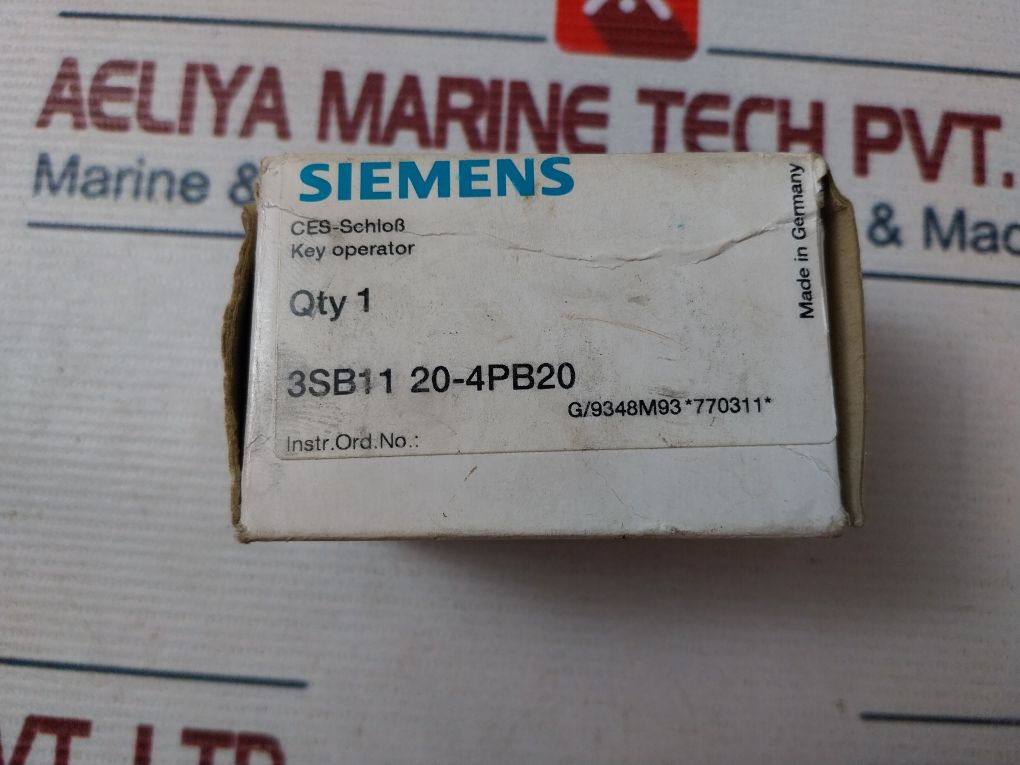 AELIYA MARINE TECH PVT.
Marine &
& Mac
SIEMENS
CES-Schloß
Key operator
Qty 1
3SB11 20-4PB20
G/9348M93*770311*
Instr.Ord.No.:
Made in Germany
VT. LTD